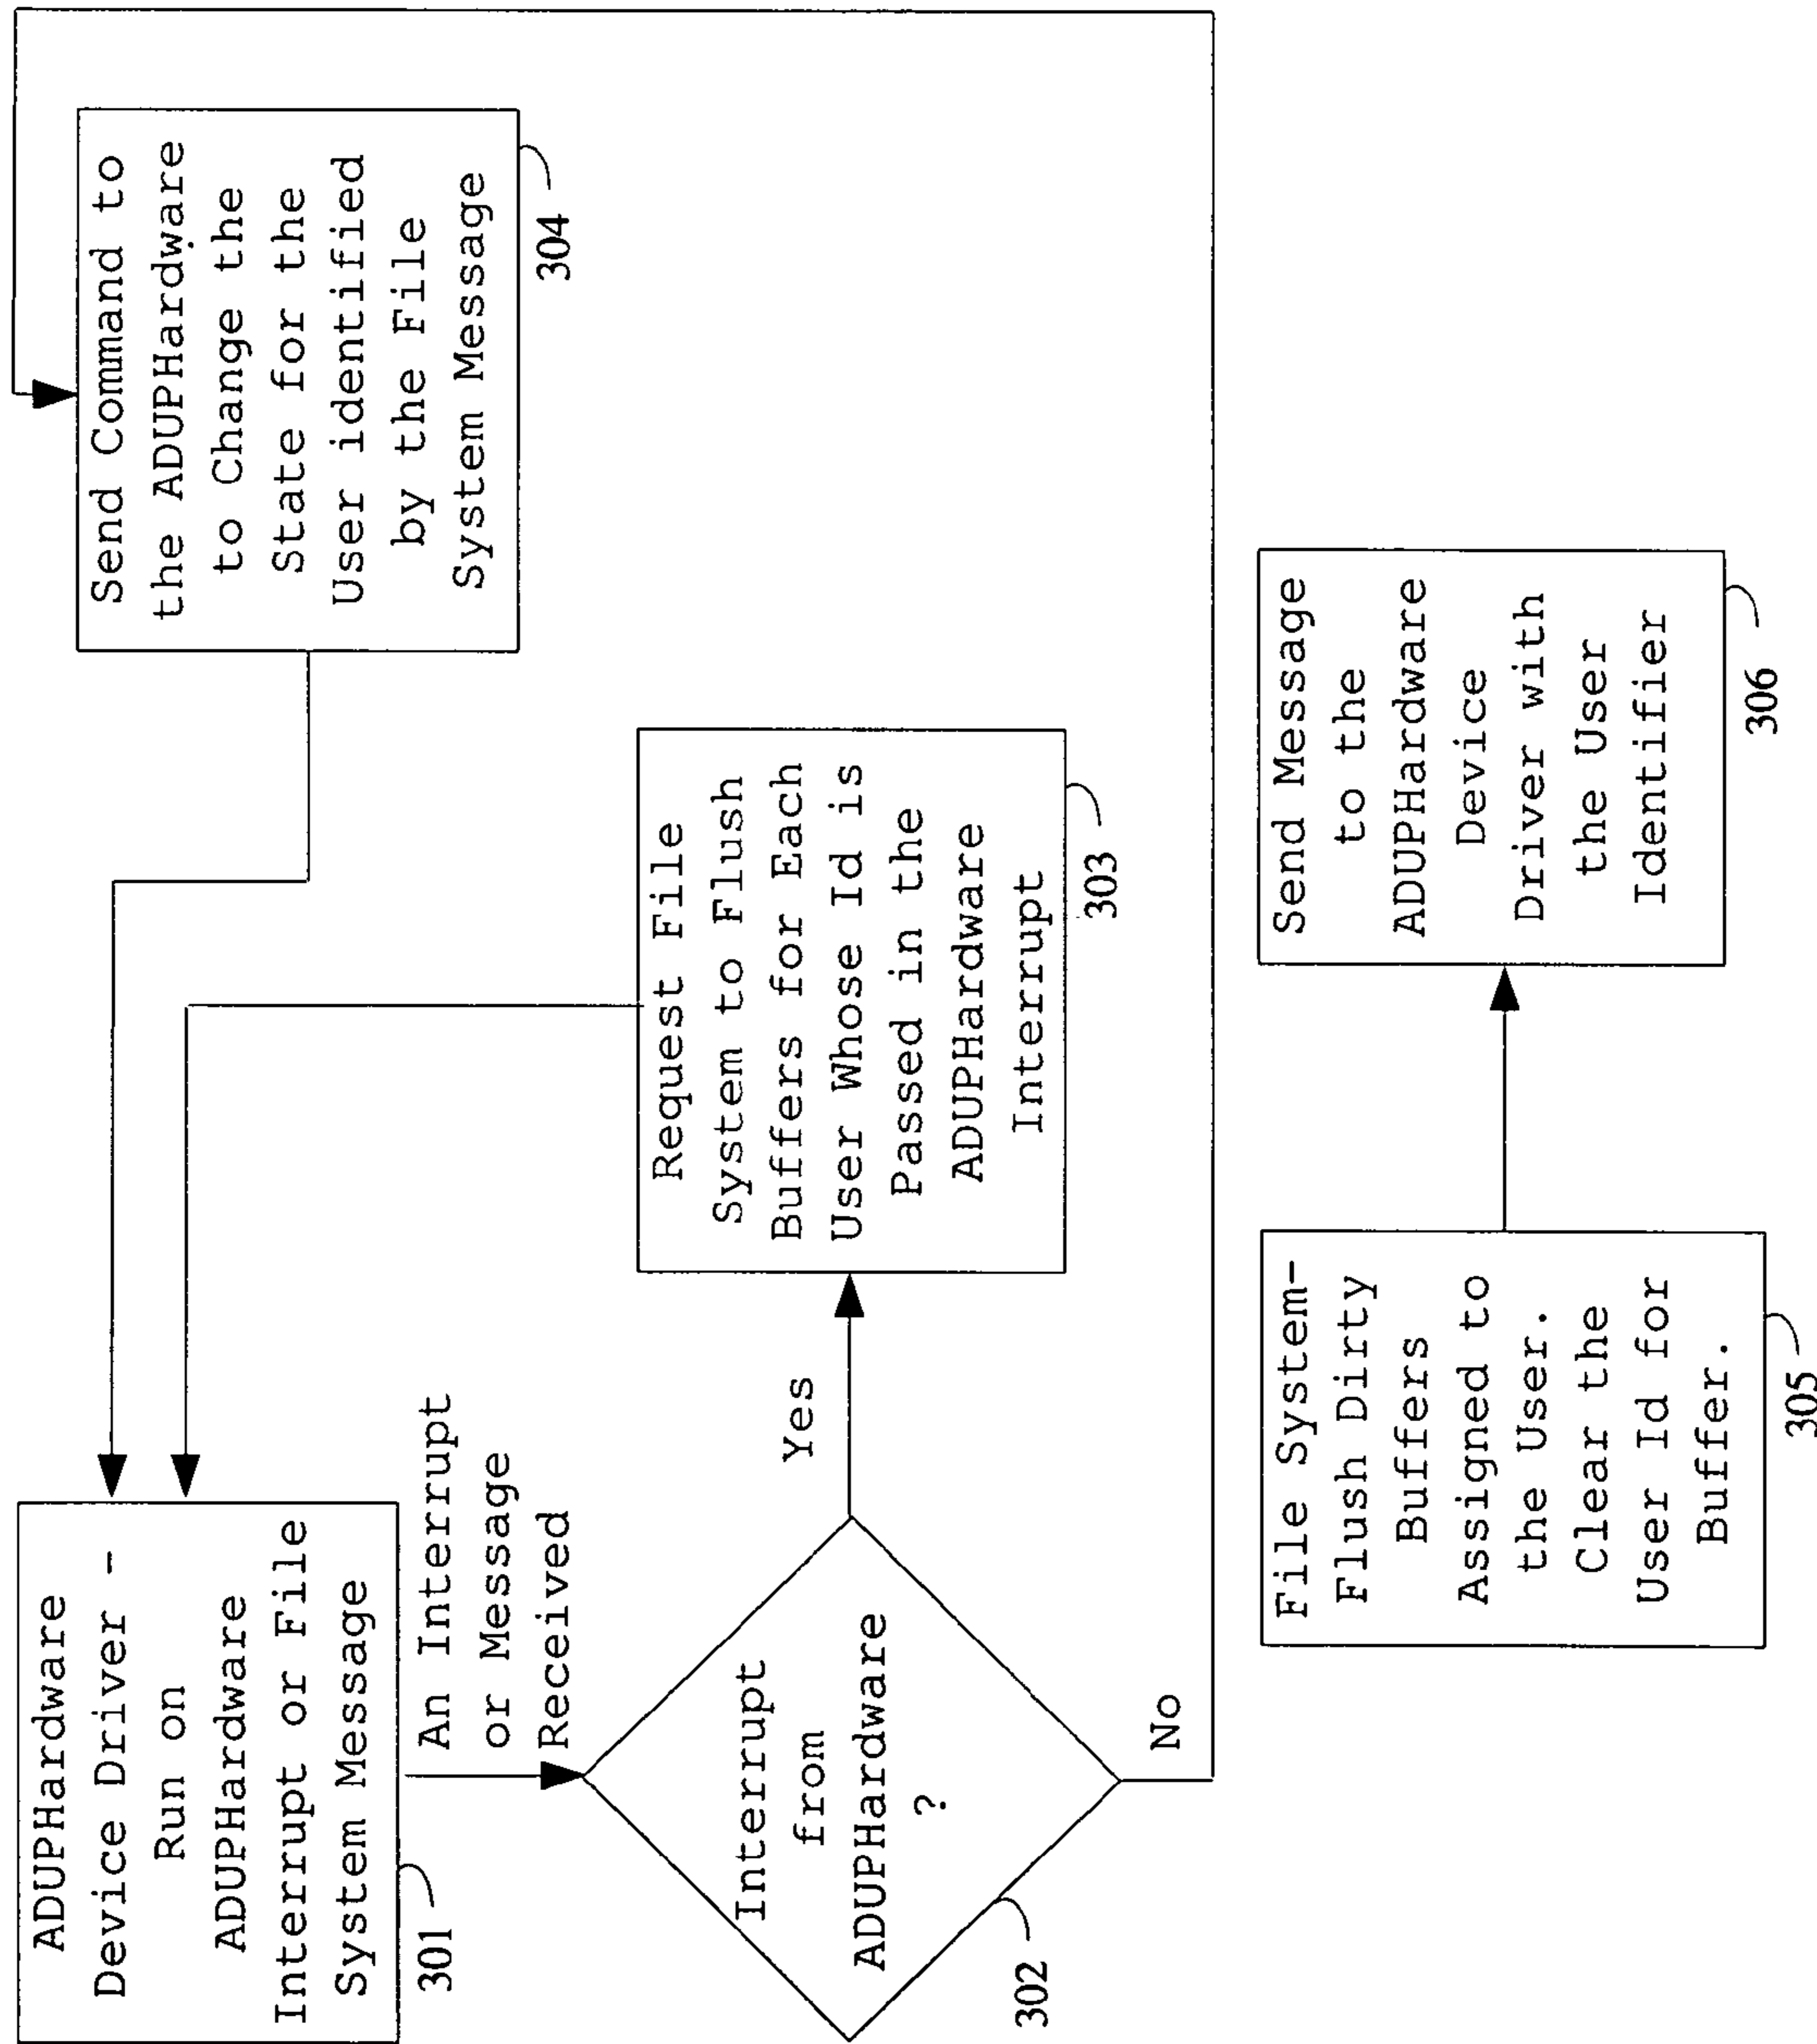 ADUPHardware
Device Driver -
Run on
ADUPHardware
Interrupt or File
System Message
301
An Interrupt
or Message
Received
Interrupt
from
ADUPHardware
?
302
Yes
No
Request File
System to Flush
Buffers for Each
User Whose Id is
Passed in the
ADUPHardware
Interrupt
303
Send Command to
the ADUPHardware
to Change the
State for the
User identified
by the File
System Message
304
File System-
Flush Dirty
Buffers
Assigned to
the User.
Clear the
User Id for
Buffer.
305
Send Message
to the
ADUPHardware
Device
Driver with
the User
Identifier
306